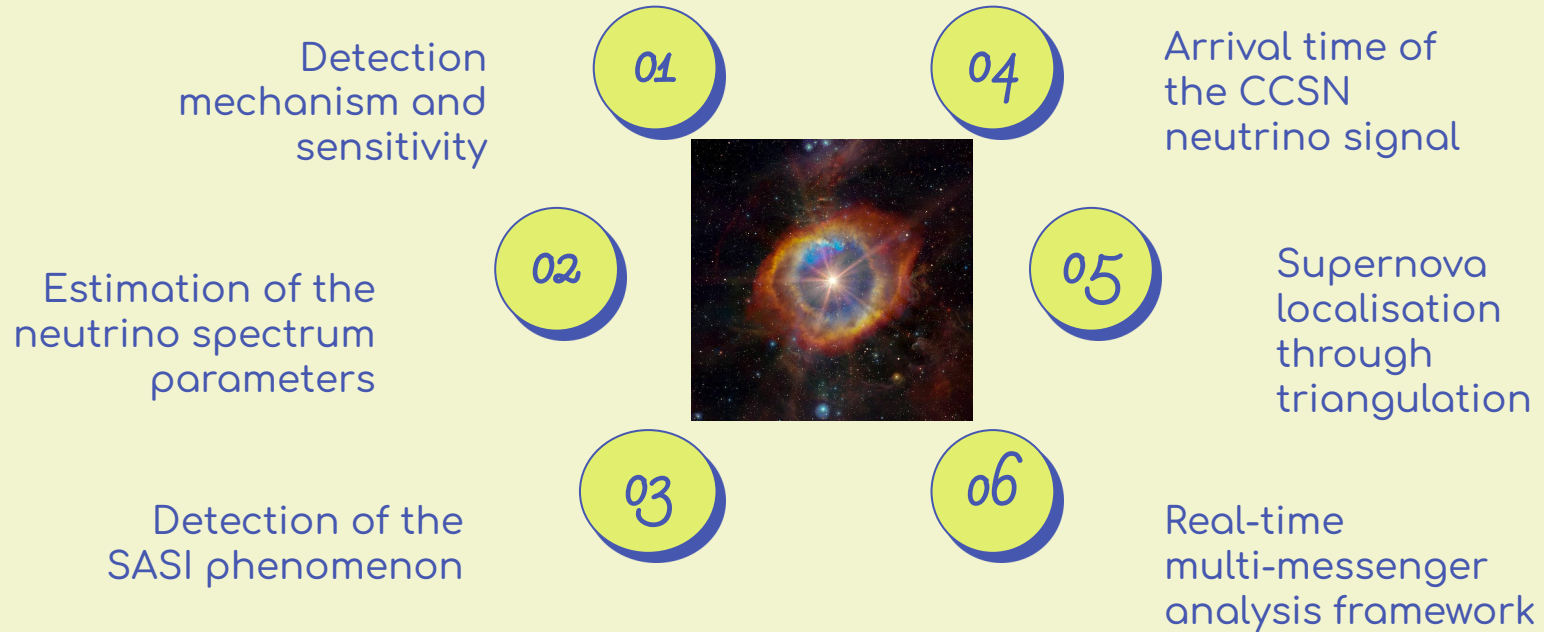 01
Detection
mechanism and
sensitivity
02
Estimation of the
neutrino spectrum
parameters
03
Detection of the
SASI phenomenon
04
Arrival time of
the CCSN
neutrino signal
05
Supernova
localisation
through
triangulation
06
Real-time
multi-messenger
analysis framework